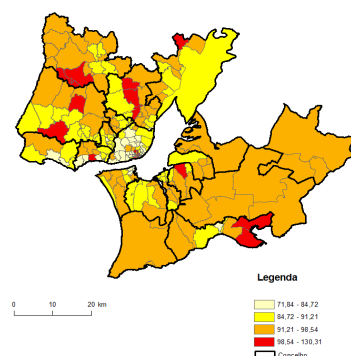 Legenda
71,84 - 84,72
84,72 - 91,21
91,21 - 98,54
98,54 - 130,31
Concelho
0 10 20 km